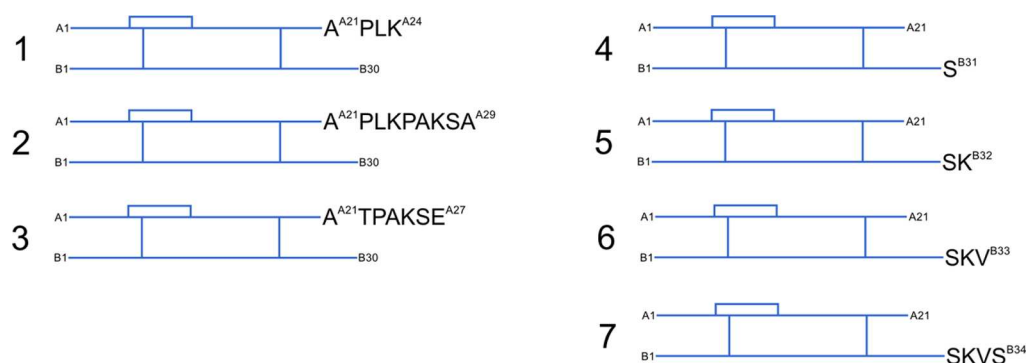 1
A1
A^A21PLK^A24
B1
B30
2
A1
A^A21PLKPAKSA^A29
B1
B30
3
A1
A^A21TPAKSE^A27
B1
B30
4
A1
A21
B1
S^B31
5
A1
A21
B1
SK^B32
6
A1
A21
B1
SKV^B33
7
A1
A21
B1
SKVS^B34